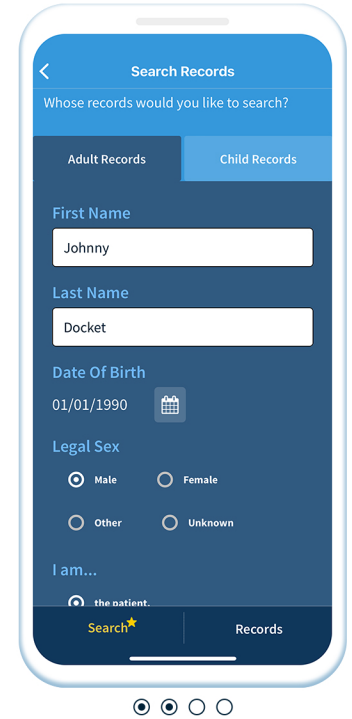 Search Records
Whose records would you like to search?
Adult Records Child Records
First Name
Johnny
Last Name
Docket
Date Of Birth
01/01/1990
Legal Sex
Male Female
Other Unknown
I am...
the patient.
Search Records